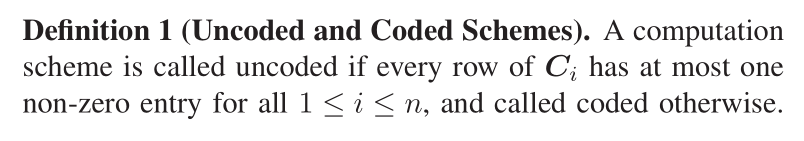 Definition 1 (Uncoded and Coded Schemes). A computation
scheme is called uncoded if every row of C_i has at most one
non-zero entry for all 1 ≤ i ≤ n, and called coded otherwise.